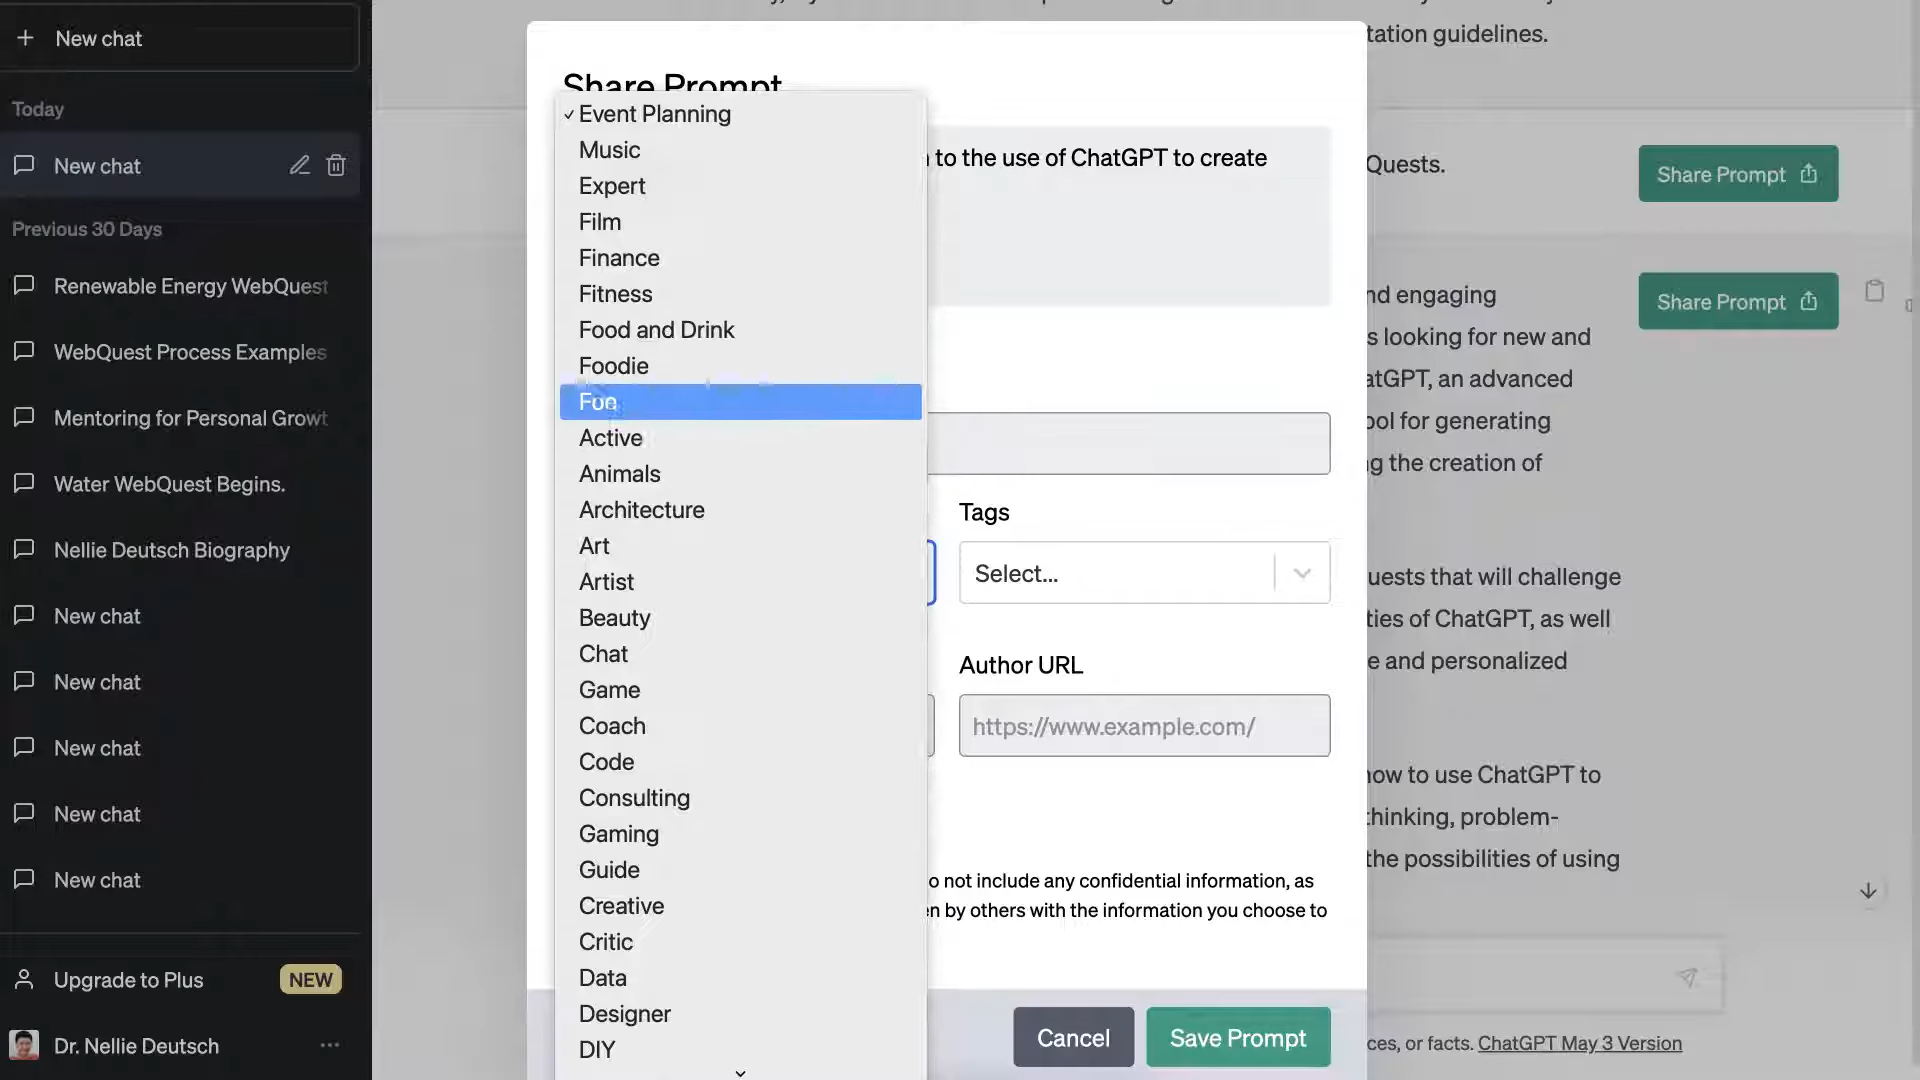 New chat
Today
New chat
Previous 30 Days
Renewable Energy WebQuest
WebQuest Process Examples
Mentoring for Personal Growt
Water WebQuest Begins.
Nellie Deutsch Biography
New chat
New chat
New chat
New chat
New chat
Upgrade to Plus
NEW
Dr. Nellie Deutsch
Share Prompt
Event Planning
Music
Expert
Film
Finance
Fitness
Food and Drink
Foodie
Foo
Active
Animals
Architecture
Art
Artist
Beauty
Chat
Game
Coach
Code
Consulting
Gaming
Guide
Creative
Critic
Data
Designer
DIY
to the use of ChatGPT to create
Tags
Select...
Author URL
https://www.example.com/
o not include any confidential information, as
en by others with the information you choose to
Cancel
Save Prompt
tation guidelines.
Quests.
Share Prompt
Share Prompt
nd engaging
s looking for new and
atGPT, an advanced
ool for generating
g the creation of
uests that will challenge
ties of ChatGPT, as well
e and personalized
how to use ChatGPT to
thinking, problem-
the possibilities of using
ces, or facts. ChatGPT May 3 Version